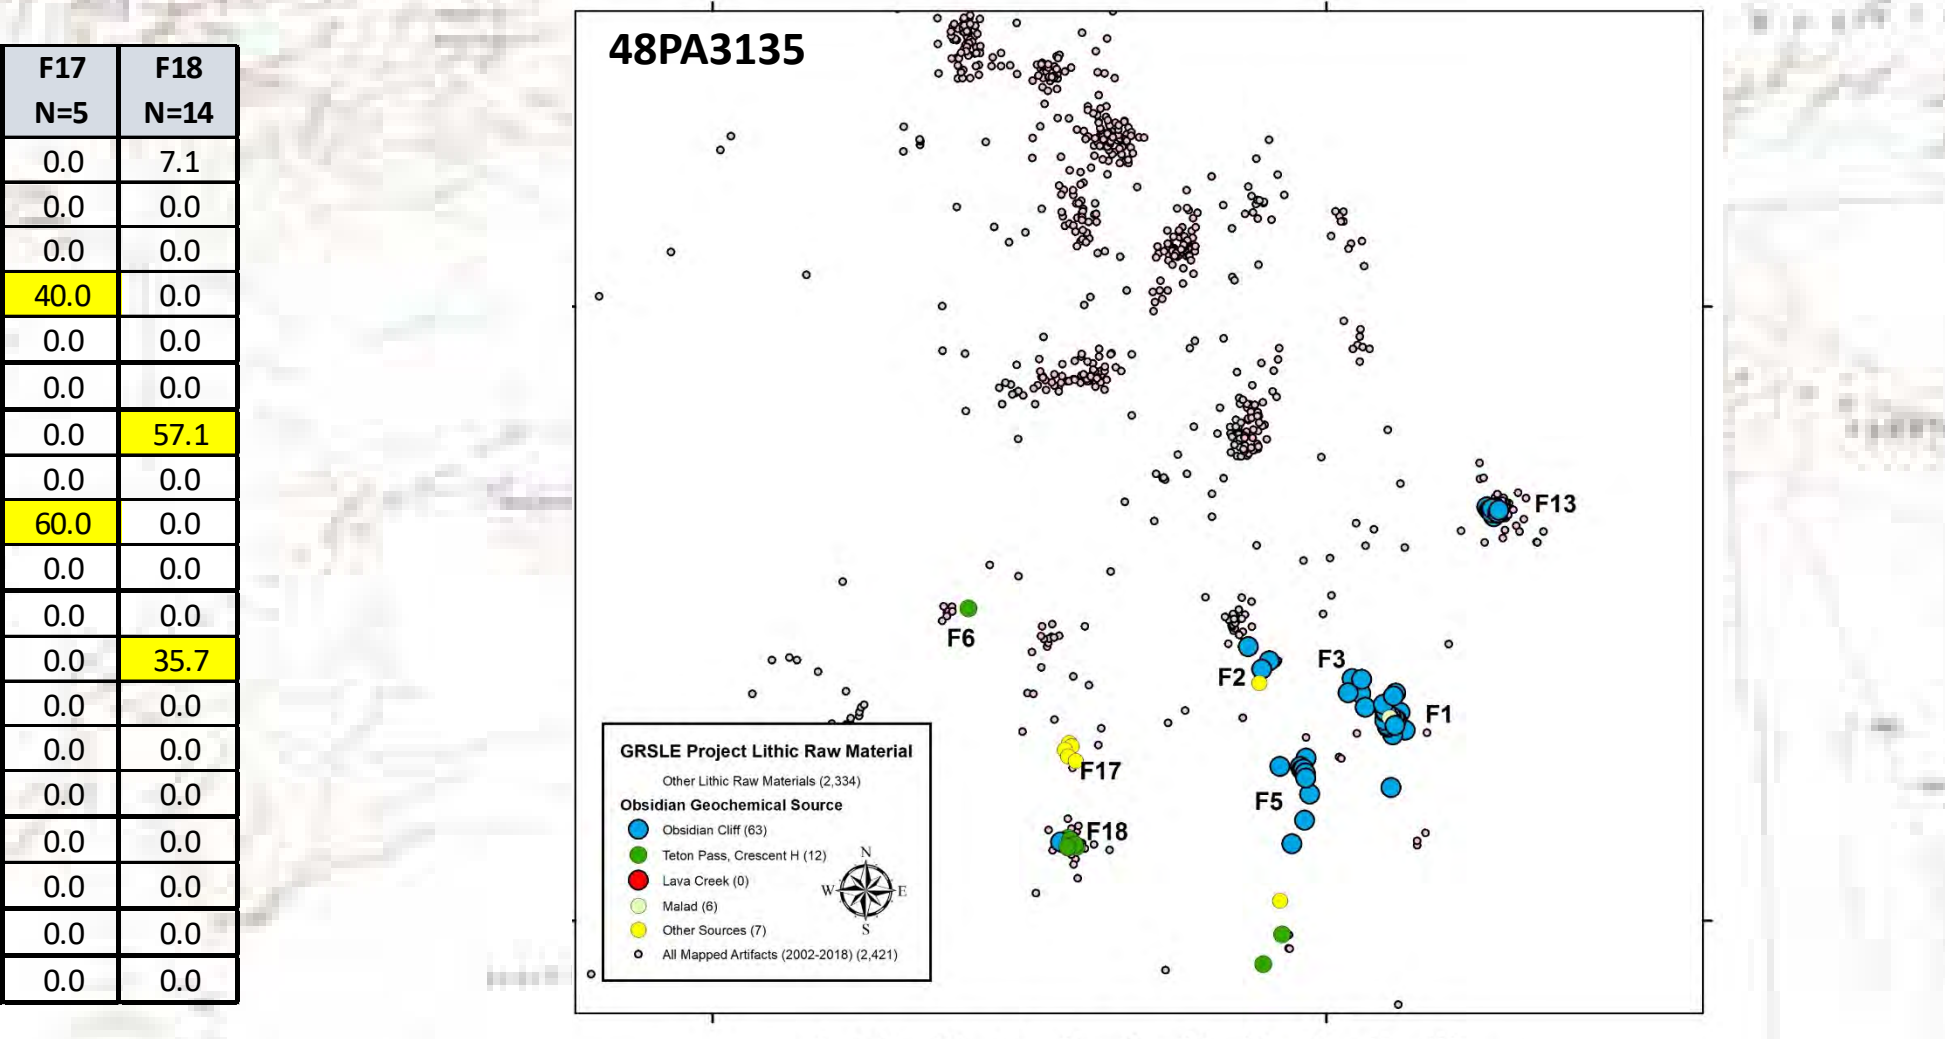 F17 F18
N=5 N=14
0.0 7.1
0.0 0.0
0.0 0.0
40.0 0.0
0.0 0.0
0.0 0.0
0.0 57.1
0.0 0.0
60.0 0.0
0.0 0.0
0.0 0.0
0.0 35.7
0.0 0.0
0.0 0.0
0.0 0.0
0.0 0.0
0.0 0.0
0.0 0.0
0.0 0.0
48PA3135
F13
F6
F3
F2
F1
F17
F5
F18
GRSLE Project Lithic Raw Material
Other Lithic Raw Materials (2,334)
Obsidian Geochemical Source
Obsidian Cliff (63)
Teton Pass, Crescent H (12)
Lava Creek (0)
Malad (6)
Other Sources (7)
All Mapped Artifacts (2002-2018) (2,421)
N
W E
S